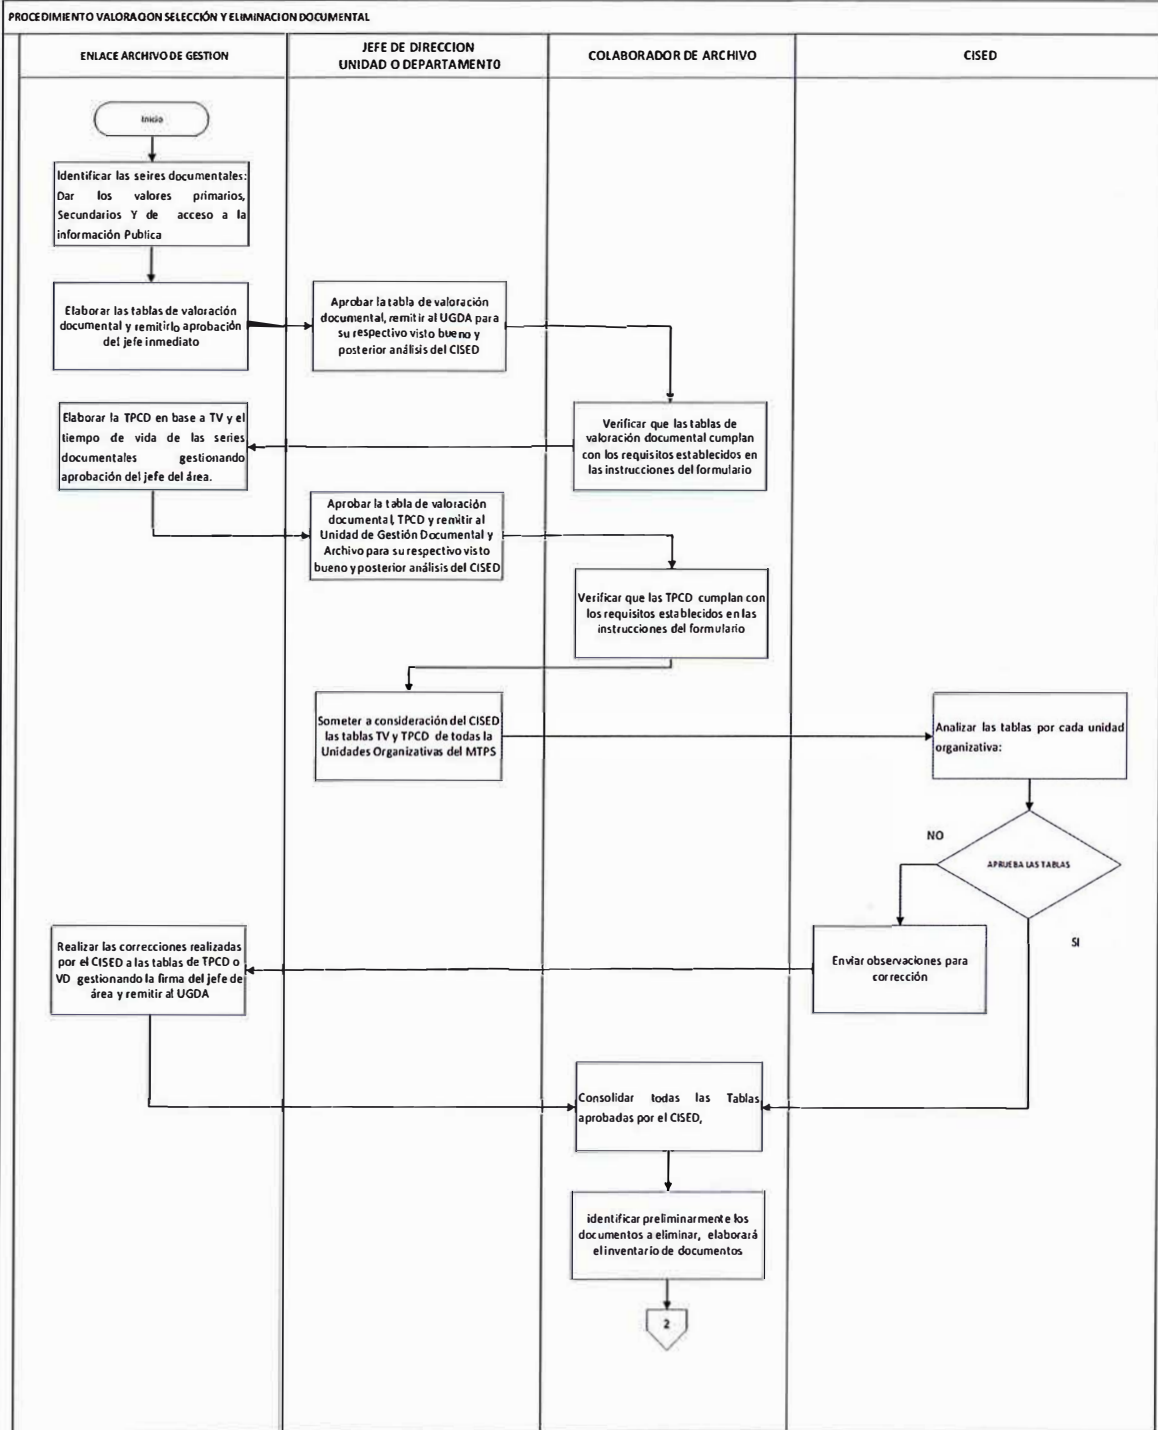 PROCEDIMIENTO VALORACION SELECCIÓN Y ELIMINACION DOCUMENTAL
ENLACE ARCHIVO DE GESTION
JEFE DE DIRECCION
UNIDAD O DEPARTAMENTO
COLABORADOR DE ARCHIVO
CISED
Inicio
Identificar las seires documentales:
Dar los valores primarios,
Secundarios Y de acceso a la
información Publica
Elaborar las tablas de valoración
documental y remitirlo aprobación
del jefe inmediato
Aprobar la tabla de valoración
documental, remitir al UGDA para
su respectivo visto bueno y
posterior análisis del CISED
Verificar que las tablas de
valoración documental cumplan
con los requisitos establecidos en
las instrucciones del formulario
Elaborar la TPCD en base a TV y el
tiempo de vida de las series
documentales gestionando
aprobación del jefe del área.
Aprobar la tabla de valoración
documental, TPCD y remitir al
Unidad de Gestión Documental y
Archivo para su respectivo visto
bueno y posterior análisis del CISED
Verificar que las TPCD cumplan con
los requisitos establecidos en las
instrucciones del formulario
Someter a consideración del CISED
las tablas TV y TPCD de todas la
Unidades Organizativas del MTPS
Analizar las tablas por cada unidad
organizativa:
APRUEBA LAS TABLAS
NO
SI
Enviar observaciones para
corrección
Realizar las correcciones realizadas
por el CISED a las tablas de TPCD o
VD gestionando la firma del jefe de
área y remitir al UGDA
Consolidar todas las Tablas
aprobadas por el CISED,
identificar preliminarmente los
documentos a eliminar, elaborará
el inventario de documentos
2